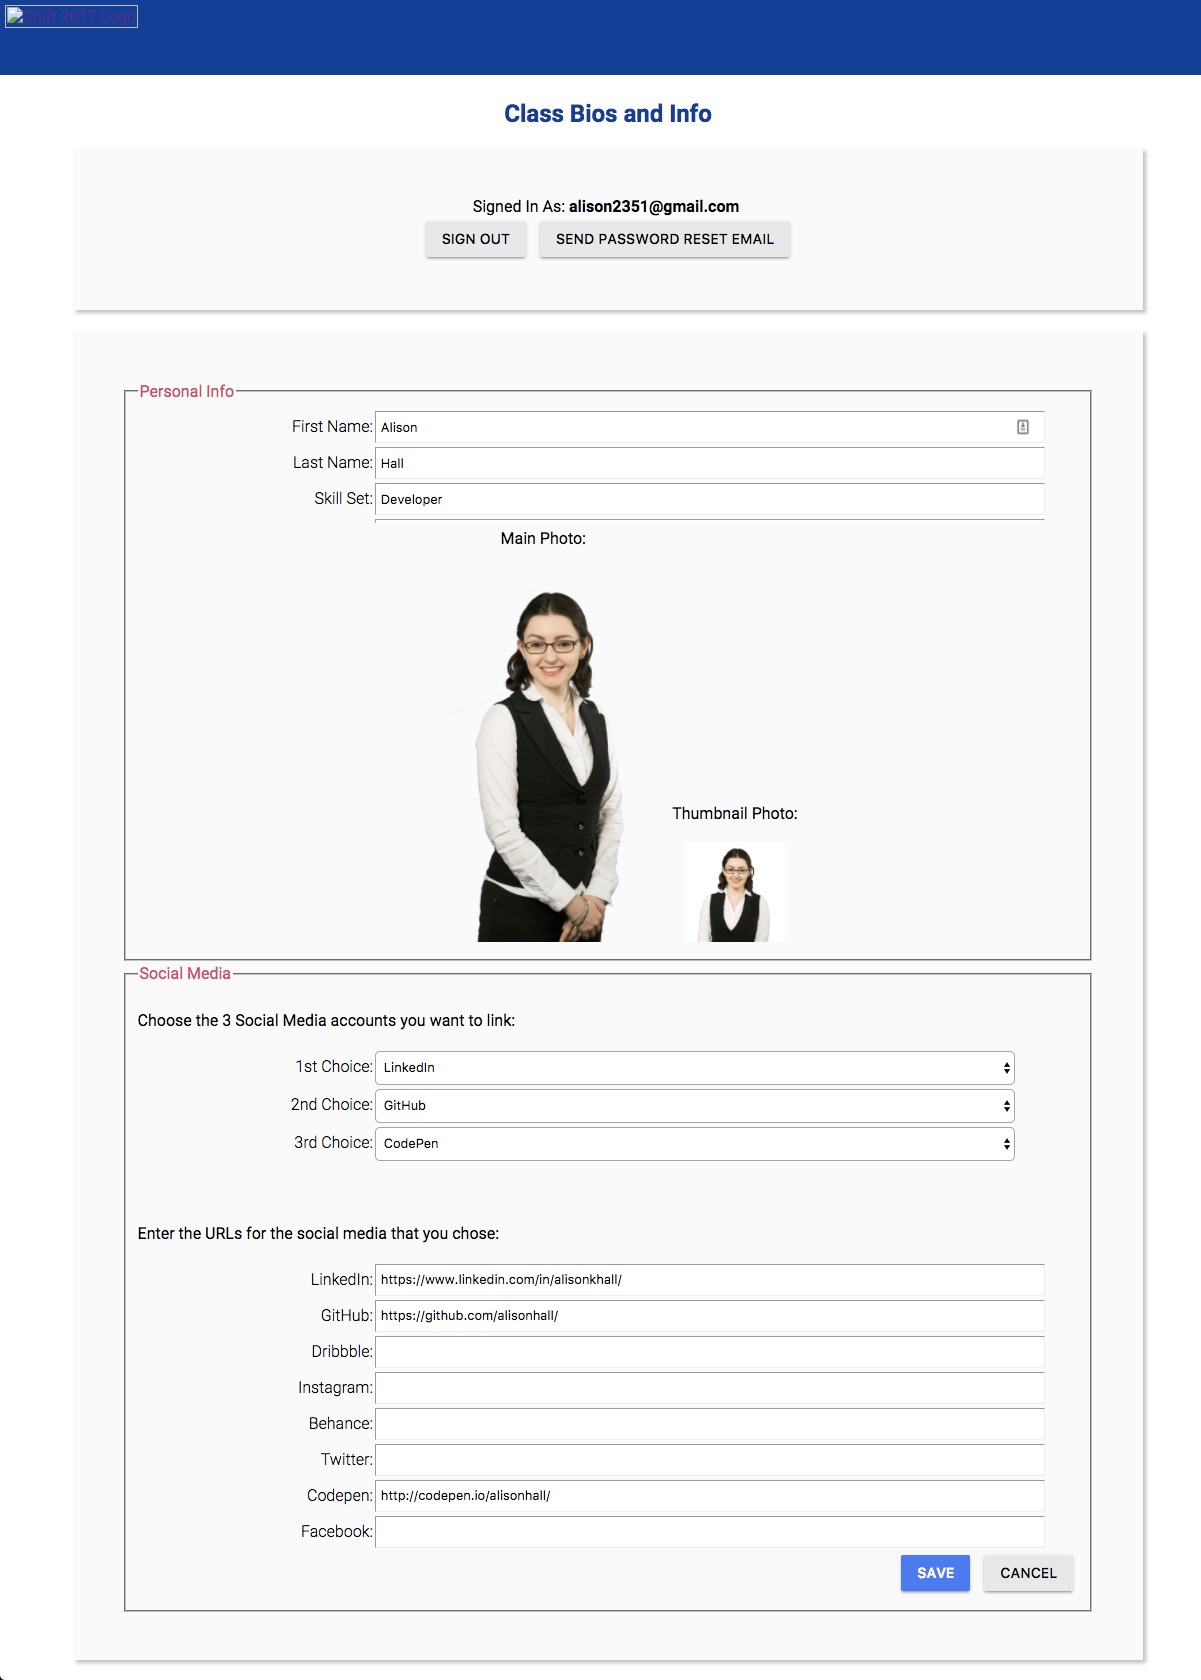 Shift 2017 Logo
Class Bios and Info
Signed In As: alison2351@gmail.com
SIGN OUT SEND PASSWORD RESET EMAIL
Personal Info
First Name: Alison
Last Name: Hall
Skill Set: Developer
Main Photo:
Thumbnail Photo:
Social Media
Choose the 3 Social Media accounts you want to link:
1st Choice: LinkedIn
2nd Choice: GitHub
3rd Choice: CodePen
Enter the URLs for the social media that you chose:
LinkedIn: https://www.linkedin.com/in/alisonkhall/
GitHub: https://github.com/alisonhall/
Dribbble:
Instagram:
Behance:
Twitter:
Codepen: http://codepen.io/alisonhall/
Facebook:
SAVE CANCEL